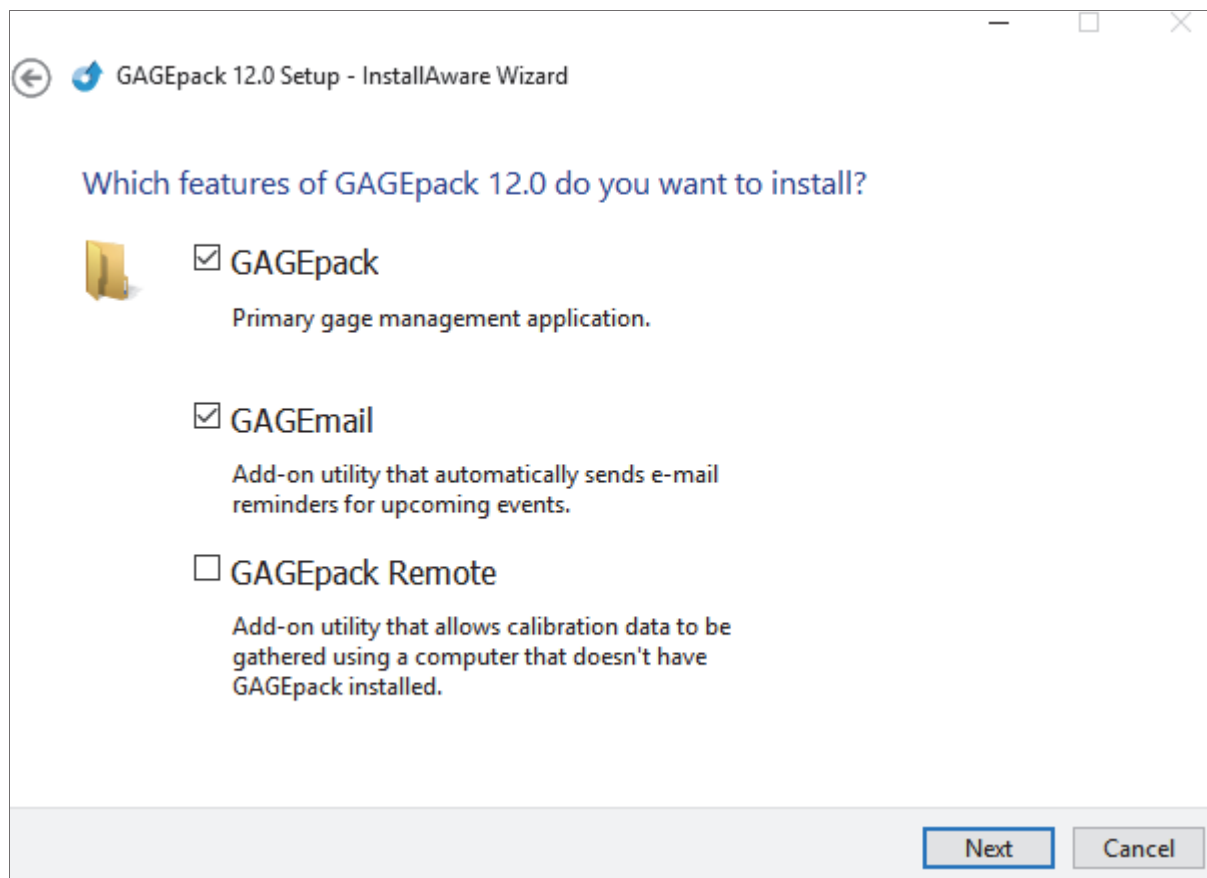 GAGEpack 12.0 Setup - InstallAware Wizard
Which features of GAGEpack 12.0 do you want to install?
GAGEpack
Primary gage management application.
GAGEmail
Add-on utility that automatically sends e-mail
reminders for upcoming events.
GAGEpack Remote
Add-on utility that allows calibration data to be
gathered using a computer that doesn't have
GAGEpack installed.
Next
Cancel